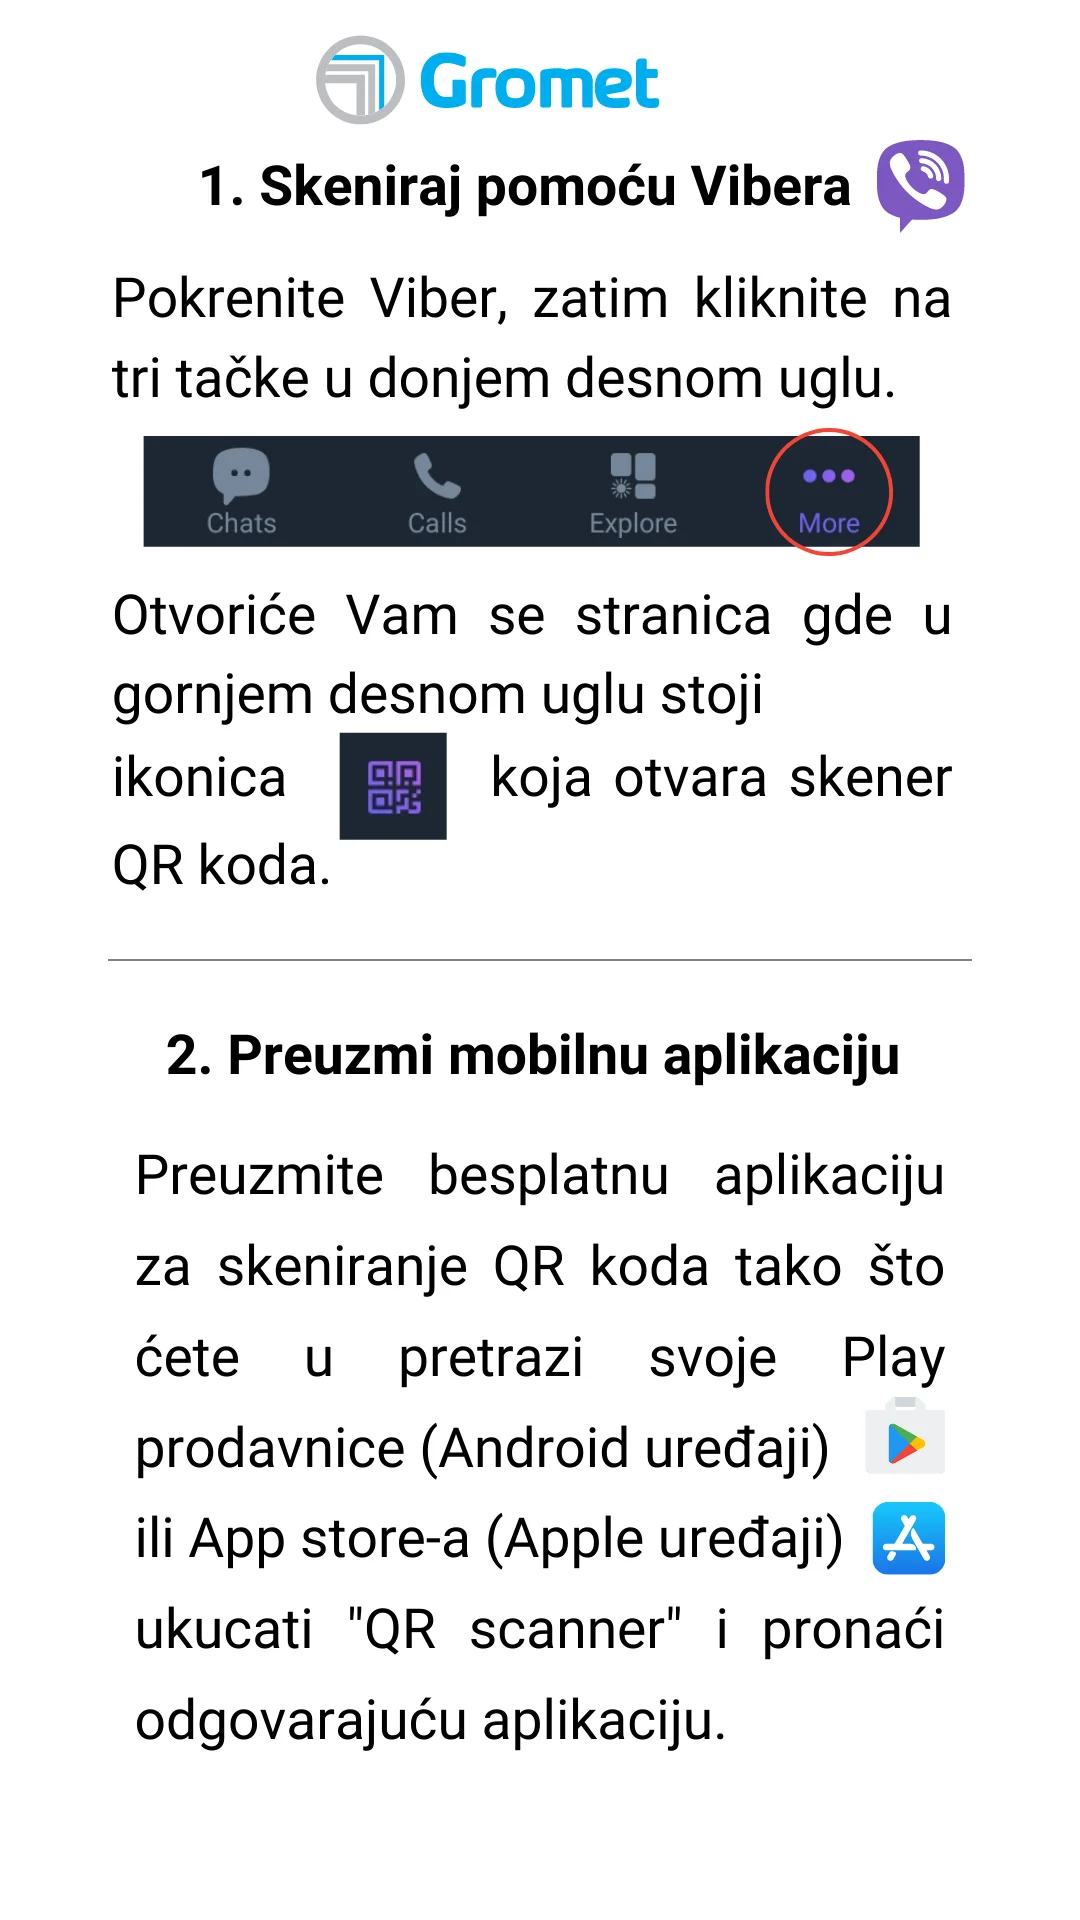 Gromet
1. Skeniraj pomoću Vibera
Pokrenite Viber, zatim kliknite na
tri tačke u donjem desnom uglu.
Chats Calls Explore More
Otvoriće Vam se stranica gde u
gornjem desnom uglu stoji
ikonica koja otvara skener
QR koda.
2. Preuzmi mobilnu aplikaciju
Preuzmite besplatnu aplikaciju
za skeniranje QR koda tako što
ćete u pretrazi svoje Play
prodavnice (Android uređaji)
ili App store-a (Apple uređaji)
ukucati "QR scanner" i pronaći
odgovarajuću aplikaciju.